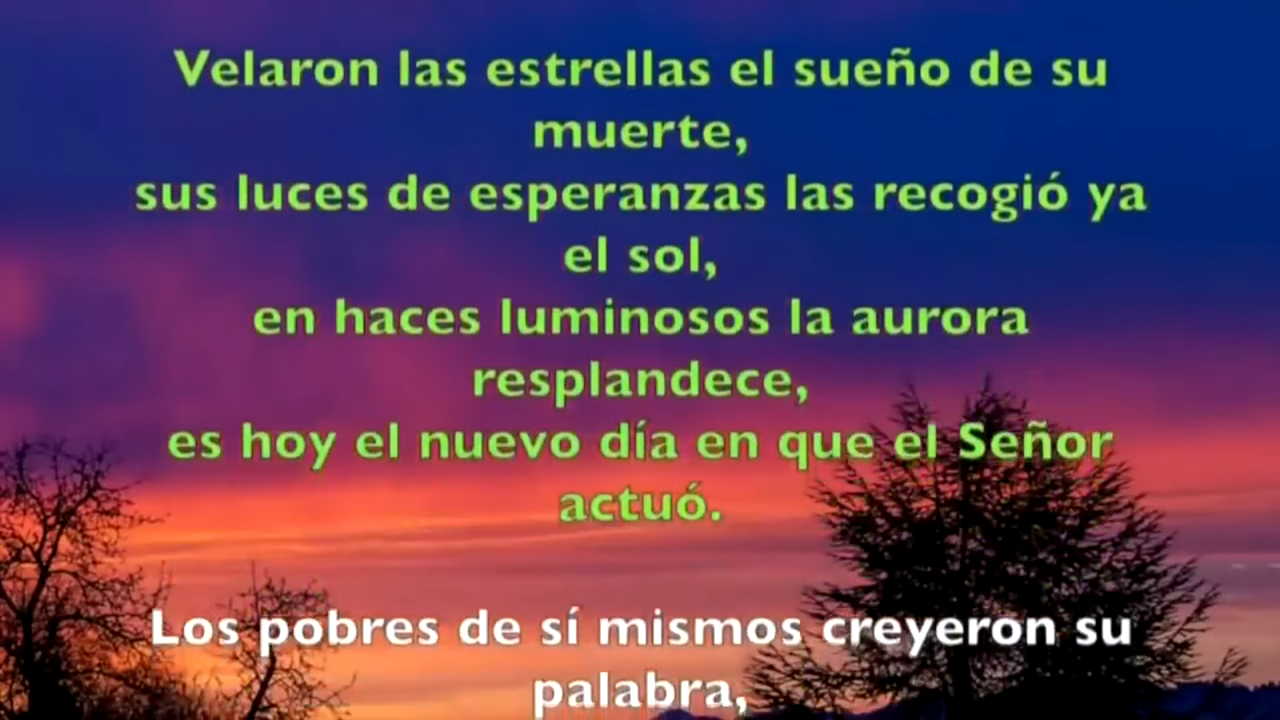 Velaron las estrellas el sueño de su
muerte,
sus luces de esperanzas las recogió ya
el sol,
en haces luminosos la aurora
resplandece,
es hoy el nuevo día en que el Señor
actuó.
Los pobres de sí mismos creyeron su
palabra,